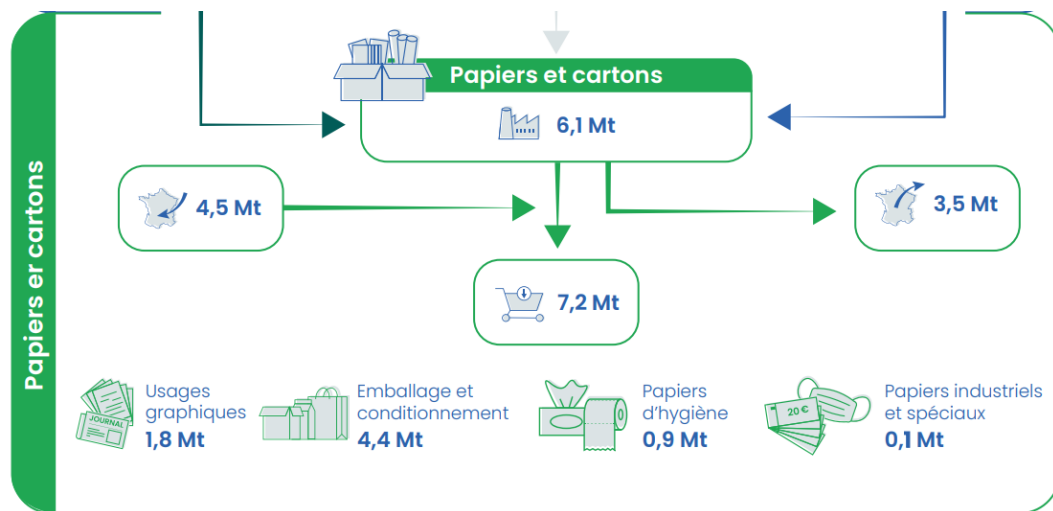 Papiers er cartons
Papiers et cartons
6,1 Mt
4,5 Mt
3,5 Mt
7,2 Mt
JOURNAL
Usages
graphiques
1,8 Mt
Emballage et
conditionnement
4,4 Mt
Papiers
d'hygiène
0,9 Mt
20 €
Papiers industriels
et spéciaux
0,1 Mt